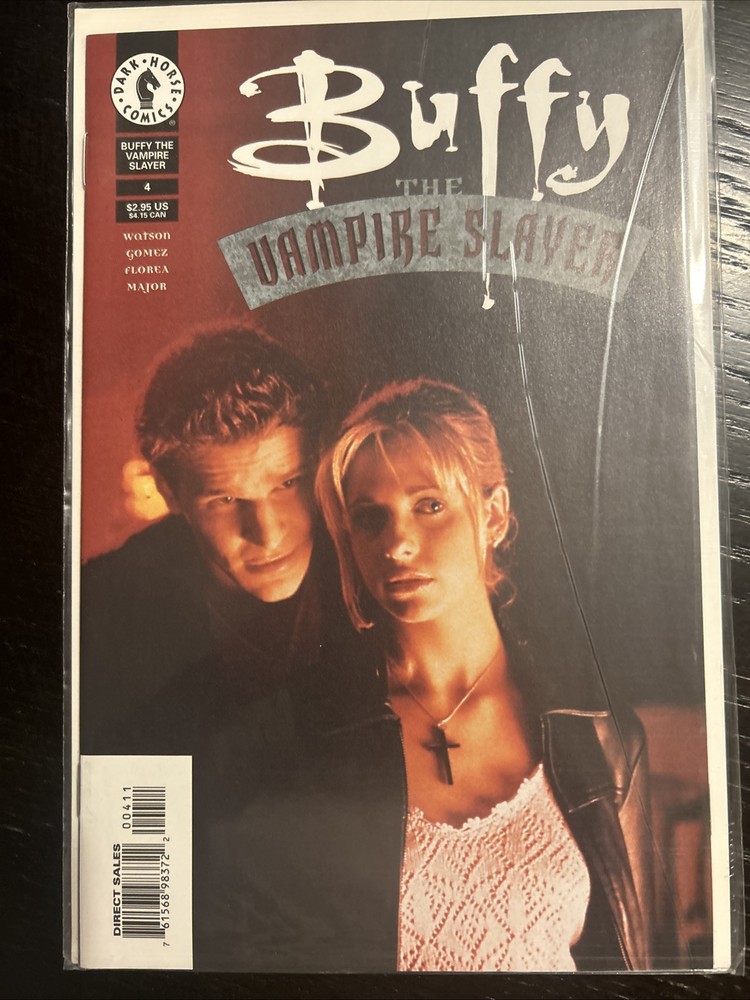 DARK HORSE COMICS
®
BUFFY THE
VAMPIRE
SLAYER
4
$2.95 US
$4.15 CAN
WATSON
GOMEZ
FLOREA
MAJOR
Buffy
THE
VAMPIRE SLAYER
DIRECT SALES
00411
7 61568 98372 2